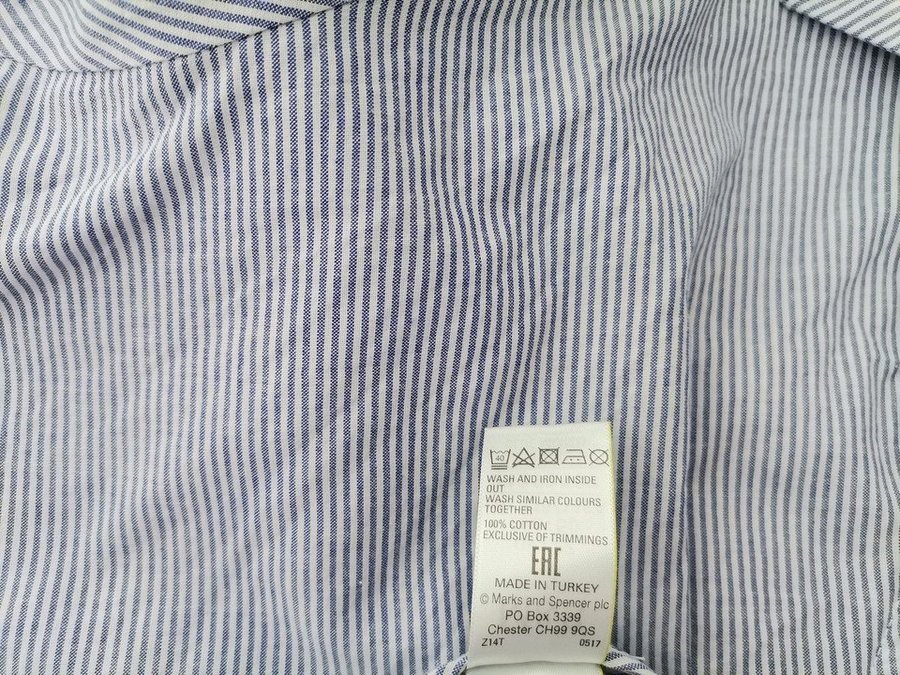 40
WASH AND IRON INSIDE
OUT
WASH SIMILAR COLOURS
TOGETHER
100% COTTON
EXCLUSIVE OF TRIMMINGS
EAC
MADE IN TURKEY
© Marks and Spencer plc
PO Box 3339
Chester CH99 9QS
Z14T 0517